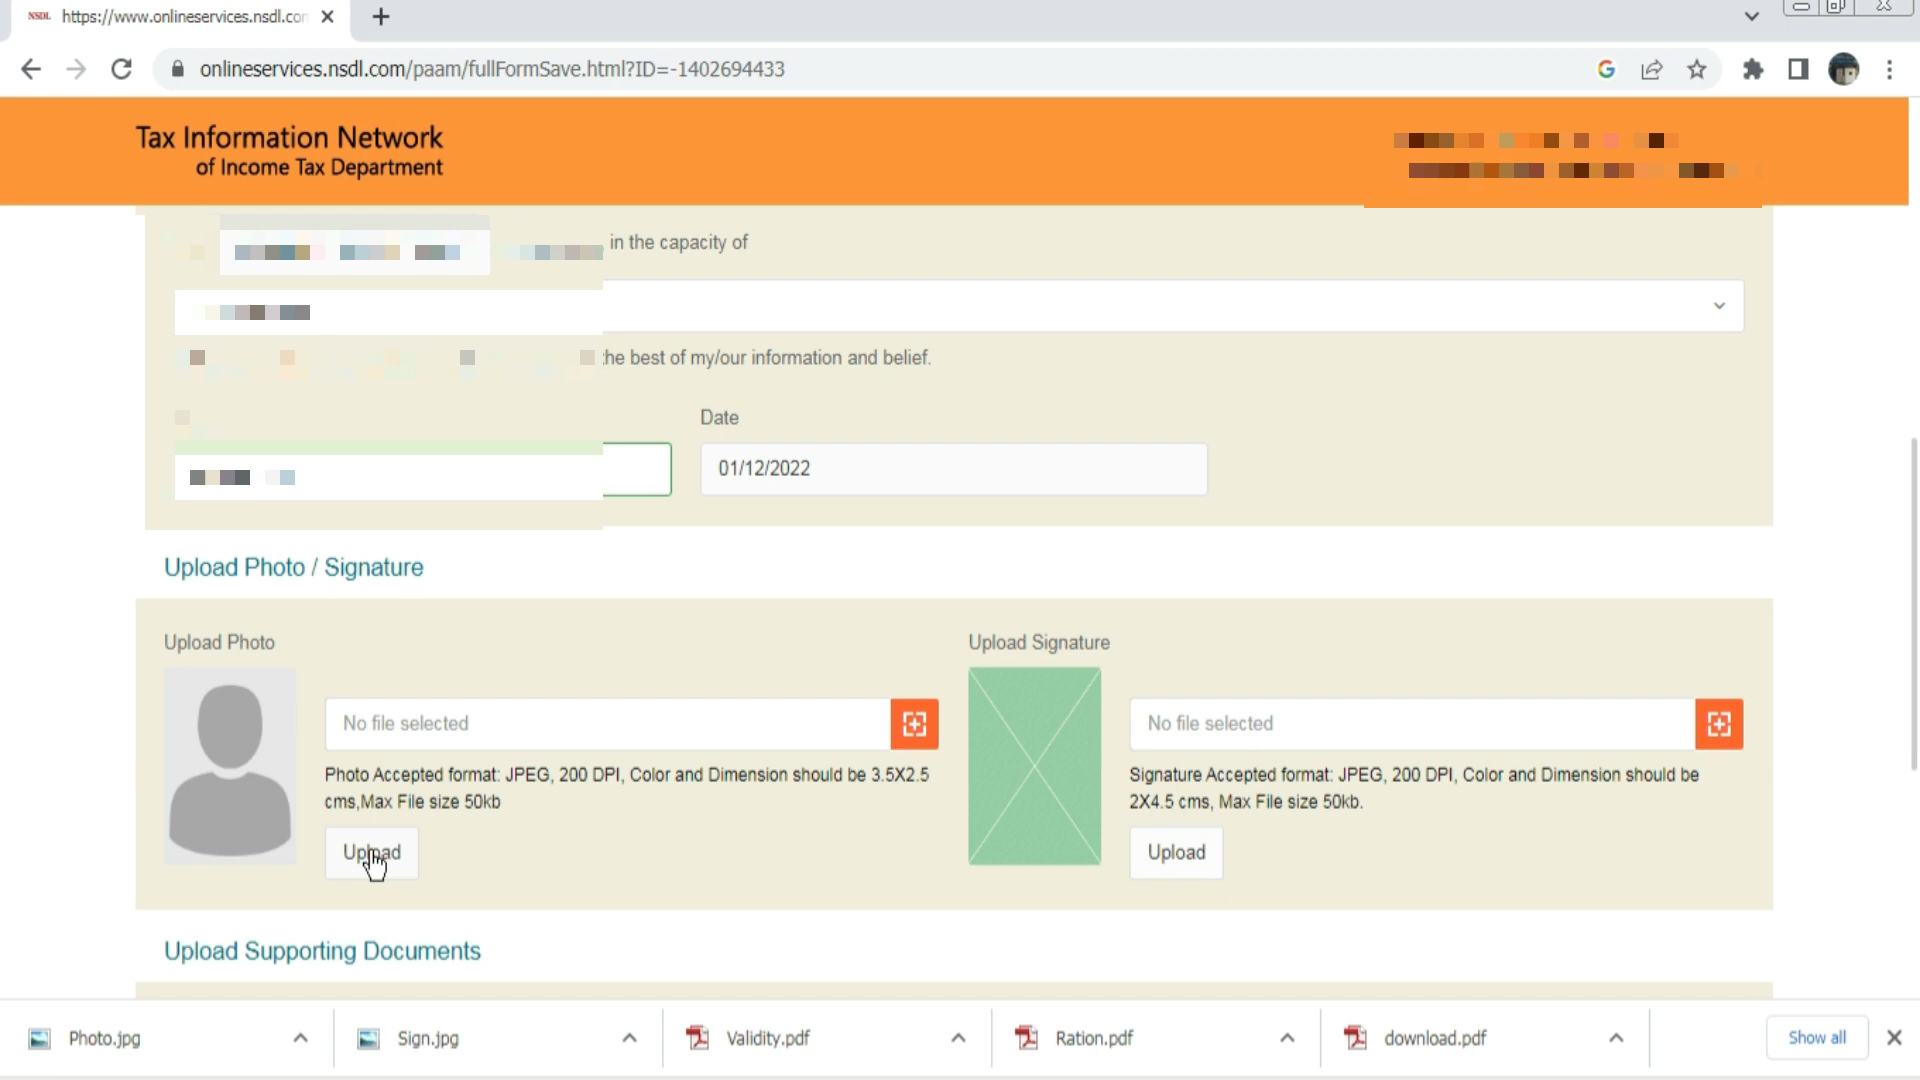 NSDL https://www.onlineservices.nsdl.con
onlineservices.nsdl.com/paam/fullFormSave.html?ID=-1402694433
Tax Information Network
of Income Tax Department
in the capacity of
the best of my/our information and belief.
Date
01/12/2022
Upload Photo / Signature
Upload Photo
Upload Signature
No file selected
No file selected
Photo Accepted format: JPEG, 200 DPI, Color and Dimension should be 3.5X2.5
cms,Max File size 50kb
Signature Accepted format: JPEG, 200 DPI, Color and Dimension should be
2X4.5 cms, Max File size 50kb.
Upload
Upload
Upload Supporting Documents
Photo.jpg
Sign.jpg
Validity.pdf
Ration.pdf
download.pdf
Show all